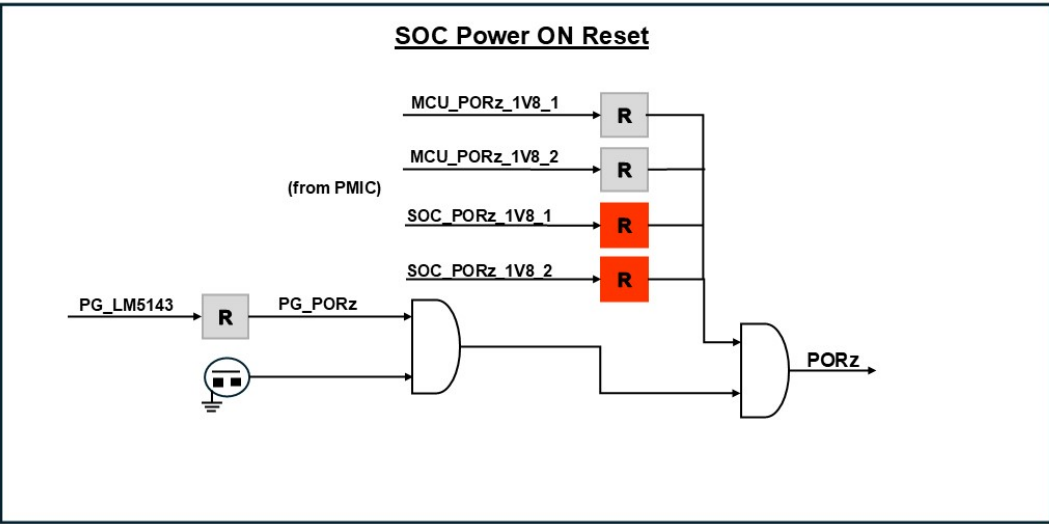 SOC Power ON Reset
MCU_PORz_1V8_1
R
MCU_PORz_1V8_2
R
(from PMIC)
SOC_PORz_1V8_1
R
SOC_PORz_1V8_2
R
PG_LM5143
R
PG_PORz
PORz